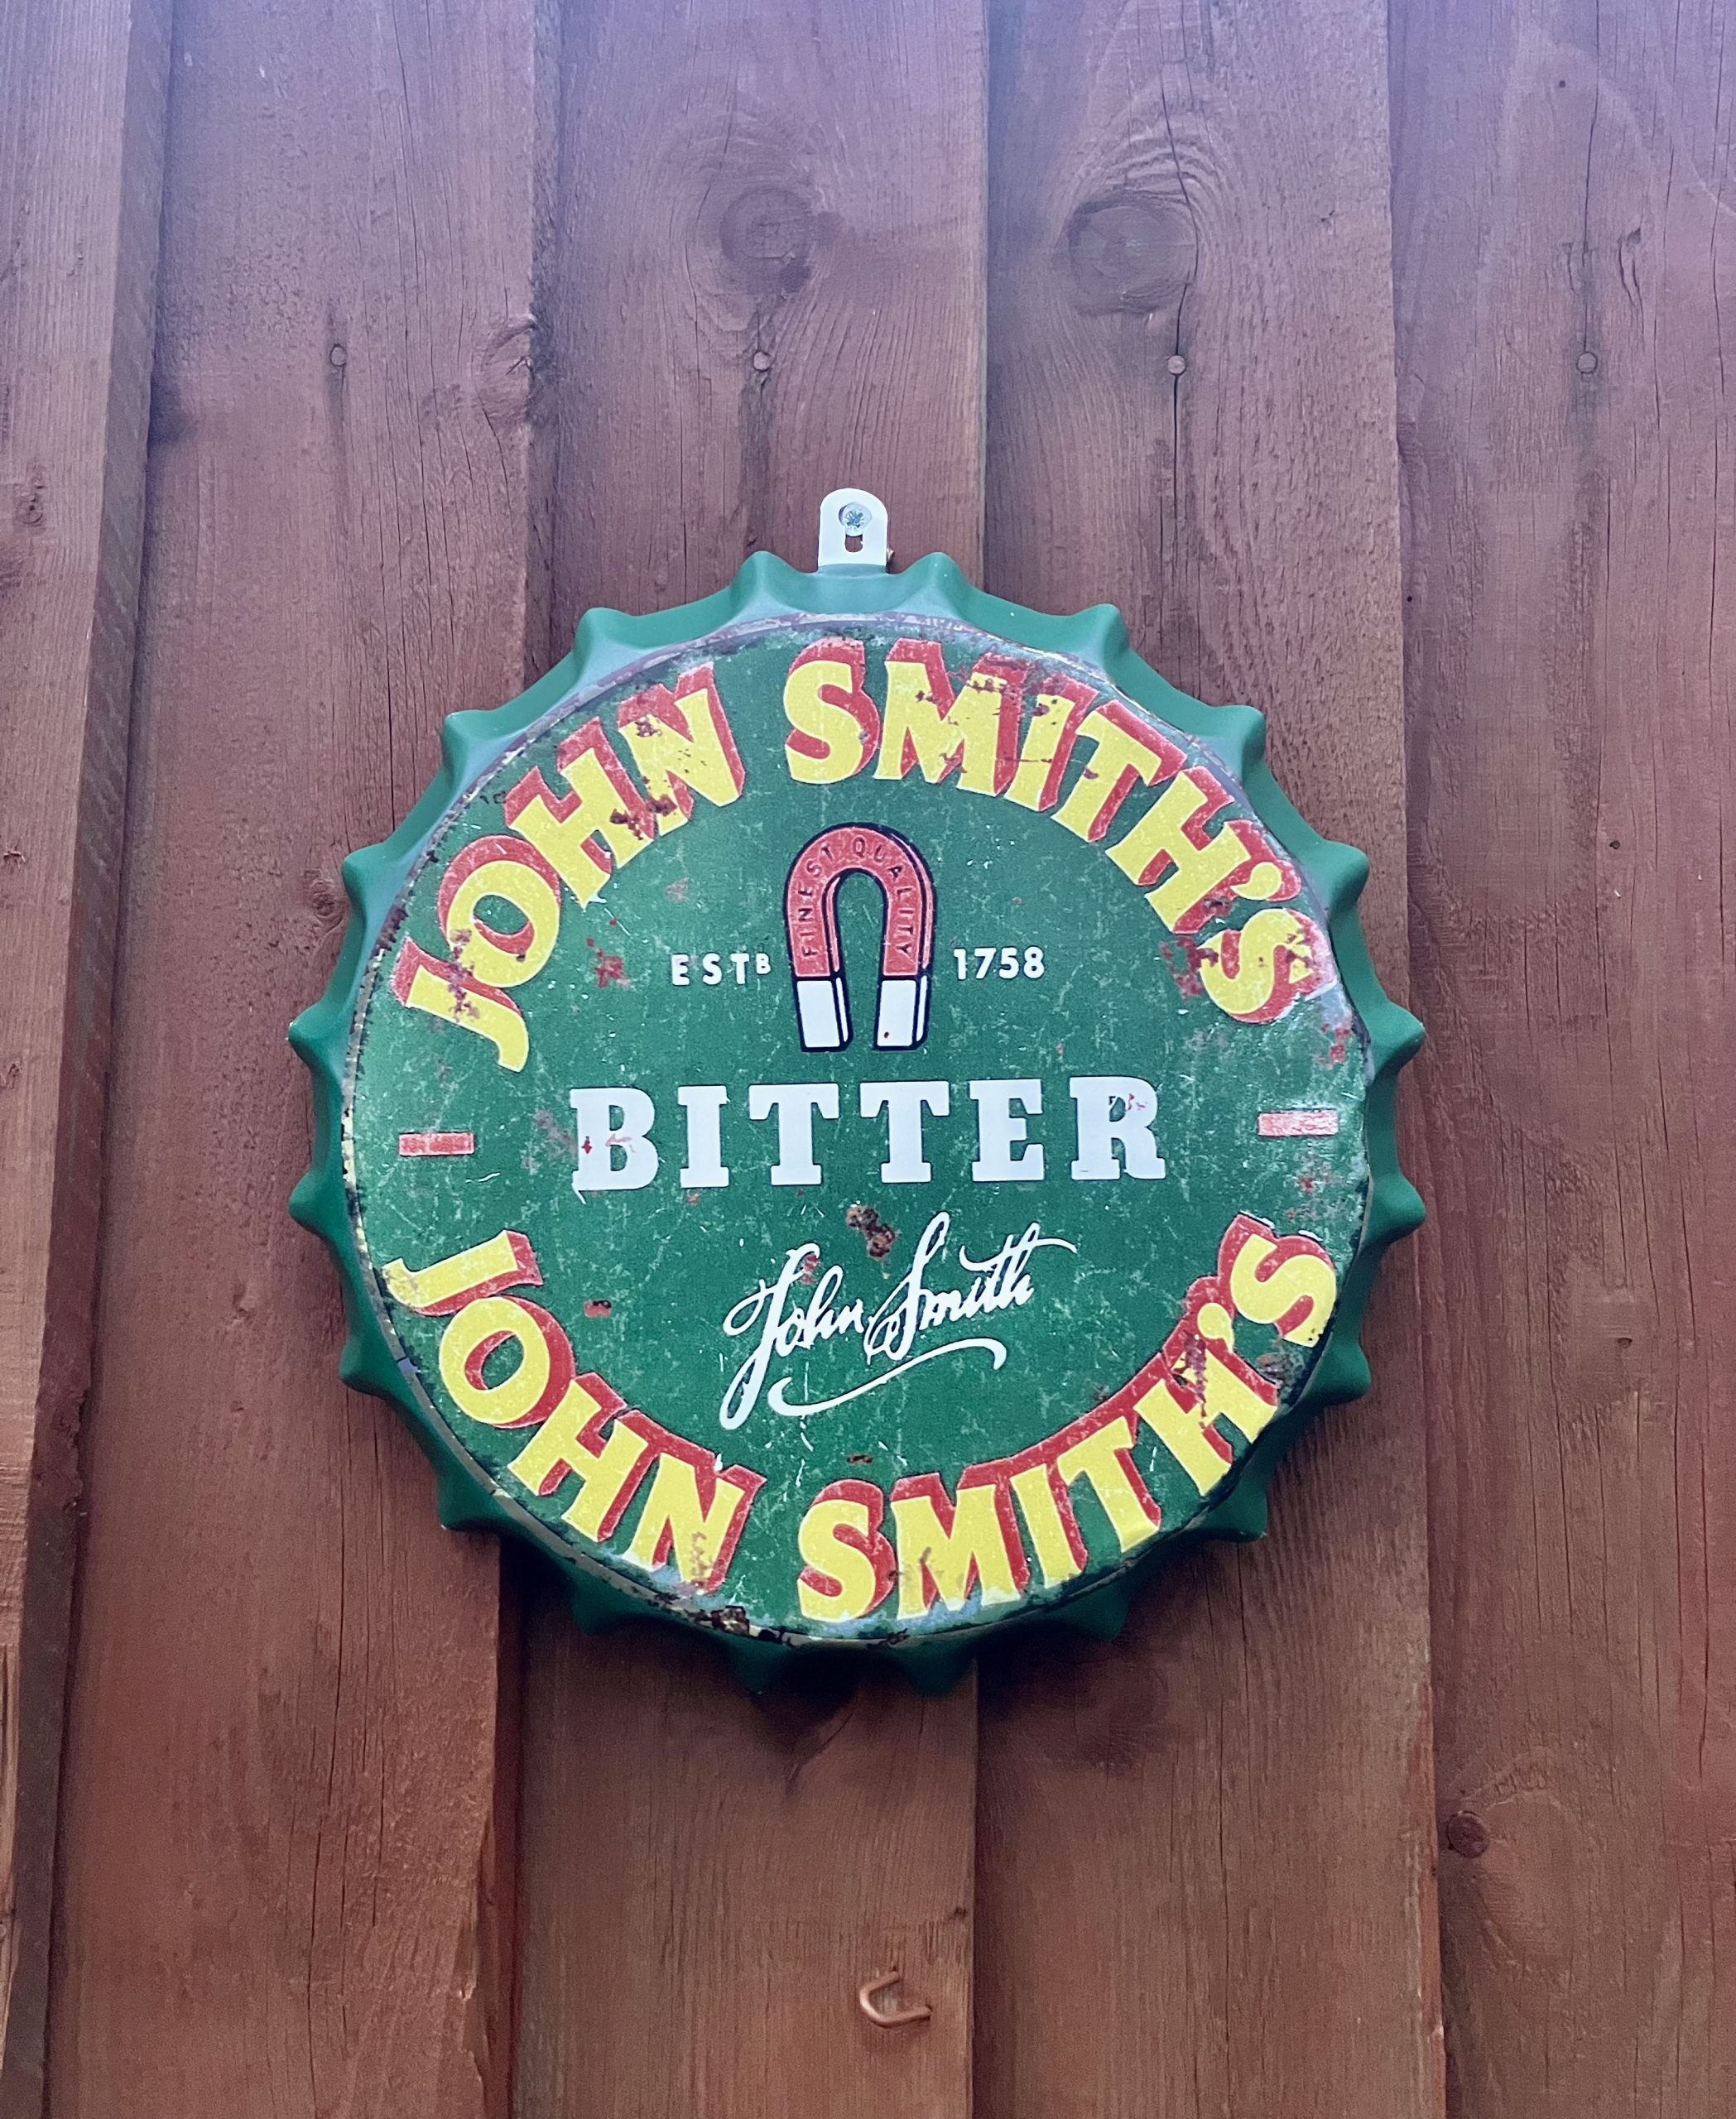 JOHN SMITH'S
FINEST QUALITY
ESTB 1758
BITTER
John Smith
JOHN SMITH'S